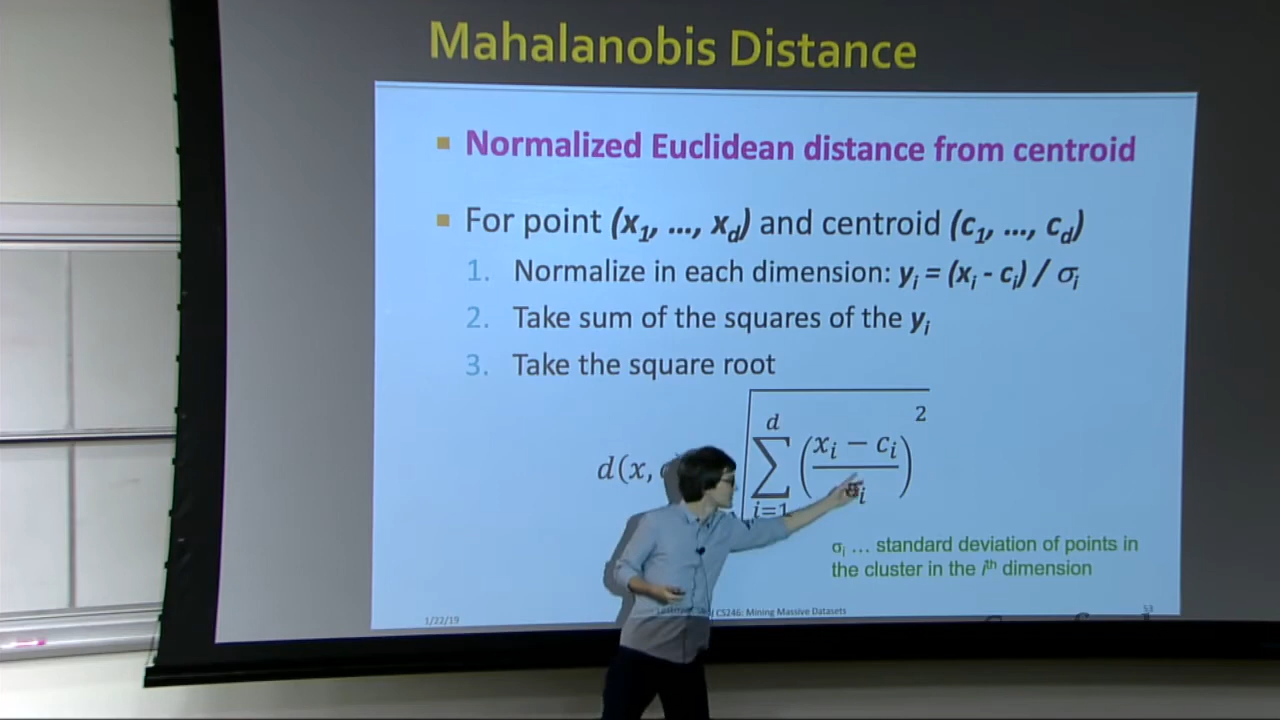 Mahalanobis Distance
Normalized Euclidean distance from centroid
For point (x1, ..., xd) and centroid (c1, ..., cd)
1. Normalize in each dimension: yi = (xi - ci) / σi
2. Take sum of the squares of the yi
3. Take the square root
d(x, √ d ∑ i=1 (xi − ci / σi)2
σi ... standard deviation of points in
the cluster in the ith dimension
1/22/19
CS246: Mining Massive Datasets
53